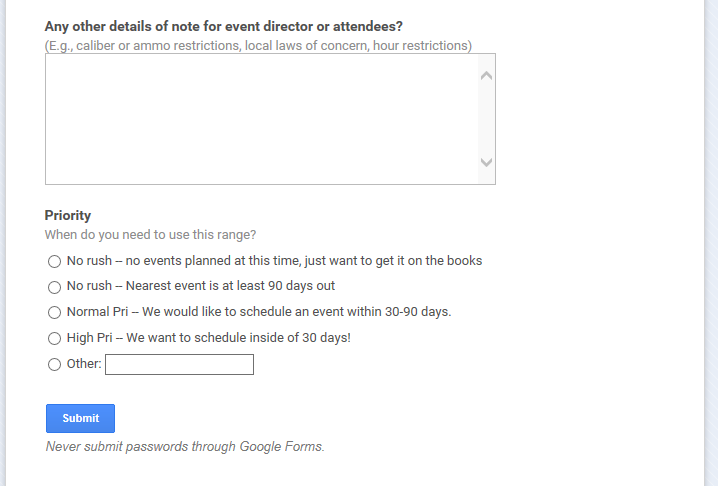 Any other details of note for event director or attendees?
(E.g., caliber or ammo restrictions, local laws of concern, hour restrictions)
Priority
When do you need to use this range?
No rush -- no events planned at this time, just want to get it on the books
No rush -- Nearest event is at least 90 days out
Normal Pri -- We would like to schedule an event within 30-90 days.
High Pri -- We want to schedule inside of 30 days!
Other:
Submit
Never submit passwords through Google Forms.